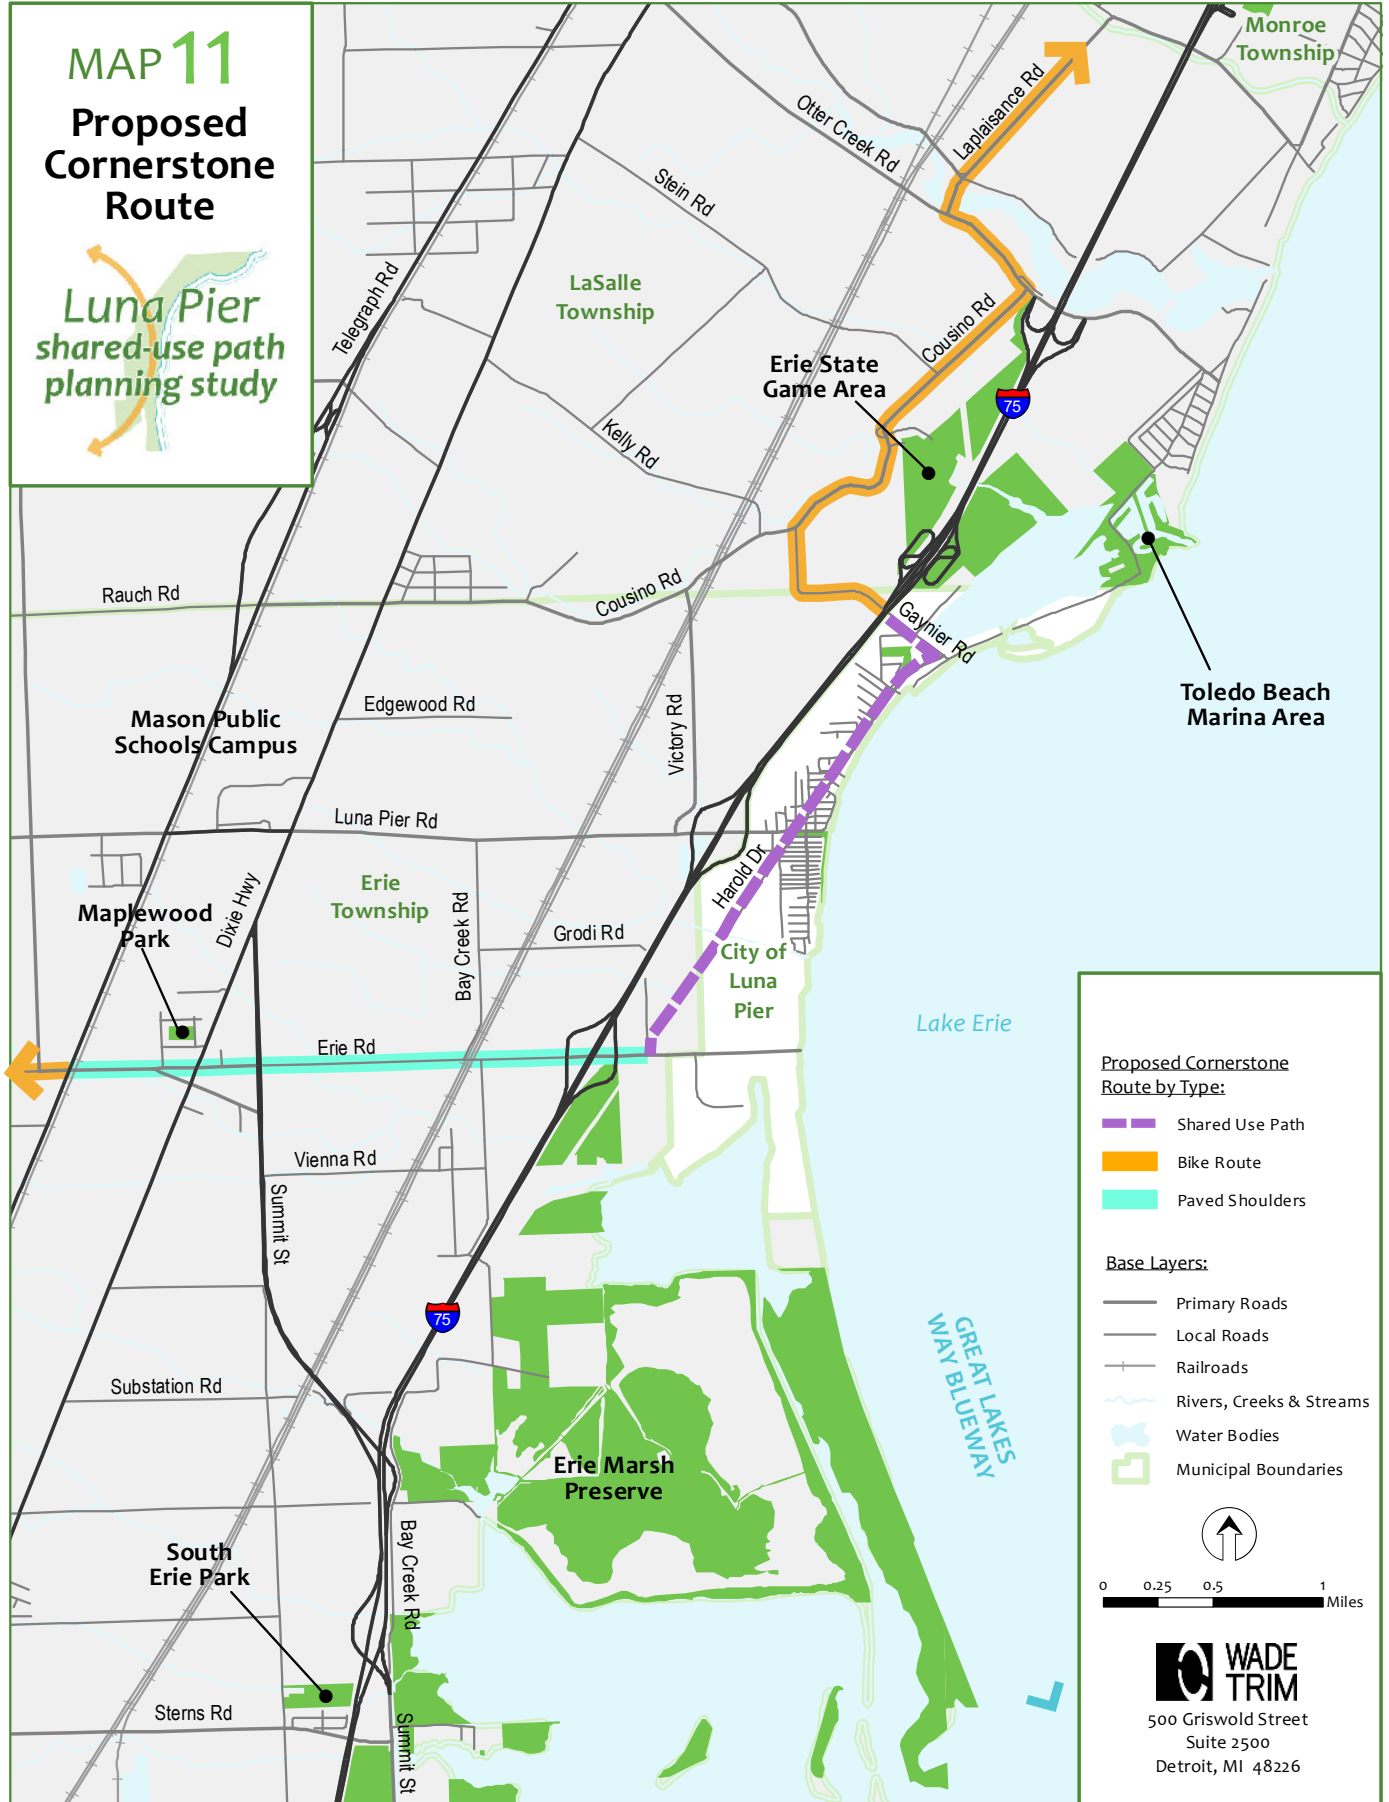 MAP 11
Proposed
Cornerstone
Route
Luna Pier
shared-use path
planning study
Monroe
Township
Laplaisance Rd
Otter Creek Rd
Stein Rd
Telegraph Rd
LaSalle
Township
Cousino Rd
Erie State
Game Area
75
Kelly Rd
Rauch Rd
Cousino Rd
Gaynier Rd
Toledo Beach
Marina Area
Edgewood Rd
Mason Public
Schools Campus
Victory Rd
Luna Pier Rd
Harold Dr
Erie
Township
Dixie Hwy
Maplewood
Park
Bay Creek Rd
Grodi Rd
City of
Luna
Pier
Lake Erie
Erie Rd
Vienna Rd
Summit St
75
GREAT LAKES
WAY BLUEWAY
Substation Rd
Erie Marsh
Preserve
South
Erie Park
Bay Creek Rd
Sterns Rd
Summit St
Proposed Cornerstone
Route by Type:
Shared Use Path
Bike Route
Paved Shoulders
Base Layers:
Primary Roads
Local Roads
Railroads
Rivers, Creeks & Streams
Water Bodies
Municipal Boundaries
0 0.25 0.5 1
Miles
WADE
TRIM
500 Griswold Street
Suite 2500
Detroit, MI 48226